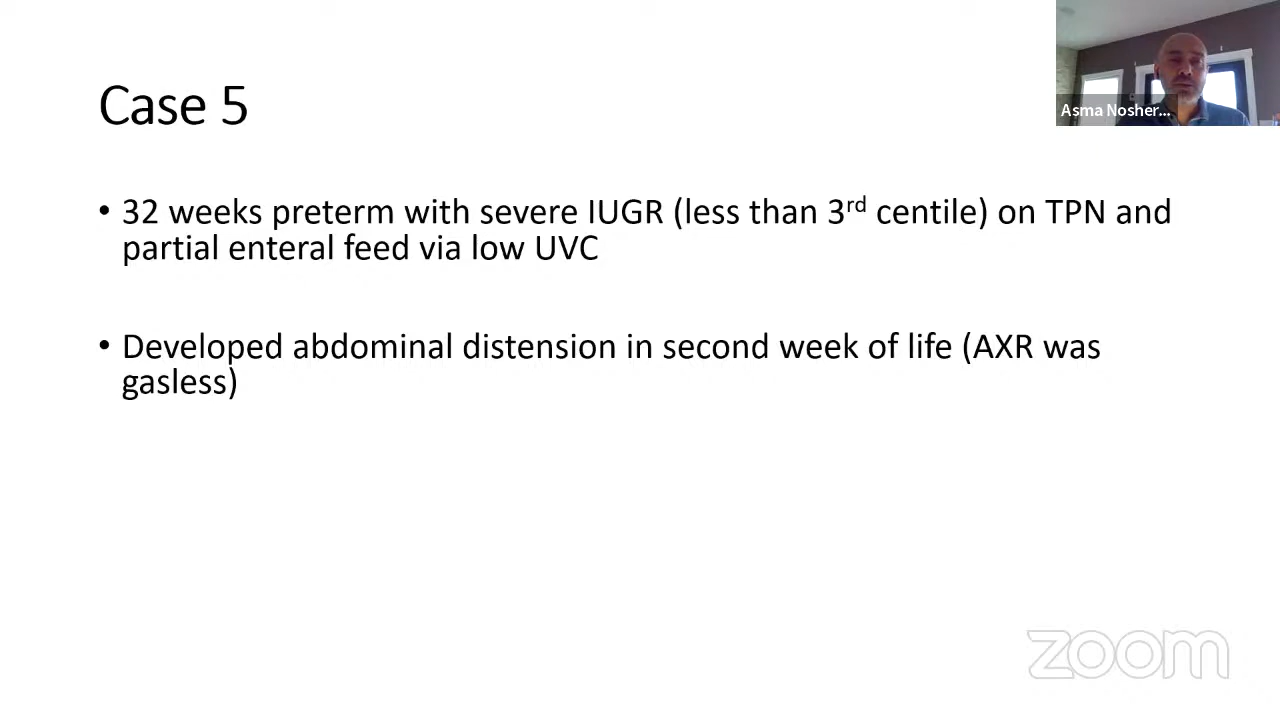 Case 5
Asma Nosher...
• 32 weeks preterm with severe IUGR (less than 3rd centile) on TPN and
partial enteral feed via low UVC
• Developed abdominal distension in second week of life (AXR was
gasless)
zoom